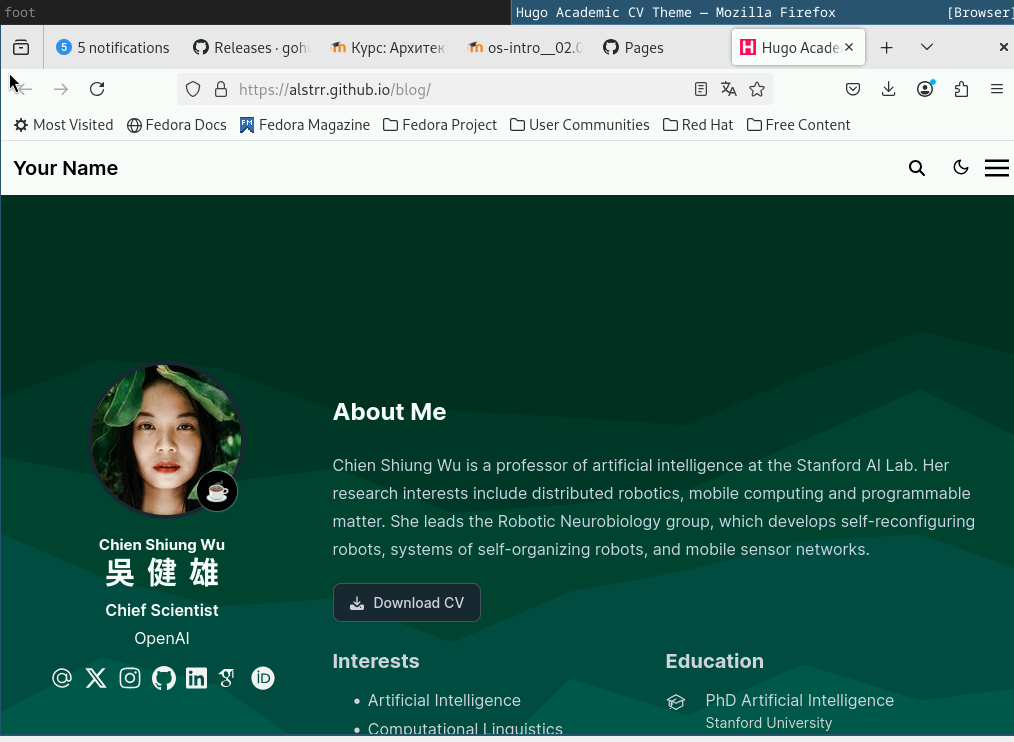 foot
Hugo Academic CV Theme — Mozilla Firefox [Browser]
5 notifications
Releases · goh
Курс: Архитек
os-intro__02.
Pages
Hugo Acade
https://alstrr.github.io/blog/
Most Visited
Fedora Docs
Fedora Magazine
Fedora Project
User Communities
Red Hat
Free Content
Your Name
About Me
Chien Shiung Wu is a professor of artificial intelligence at the Stanford AI Lab. Her
research interests include distributed robotics, mobile computing and programmable
matter. She leads the Robotic Neurobiology group, which develops self-reconfiguring
robots, systems of self-organizing robots, and mobile sensor networks.
Download CV
Chien Shiung Wu
吳健雄
Chief Scientist
OpenAI
Interests
Artificial Intelligence
Computational Linguistics
Education
PhD Artificial Intelligence
Stanford University